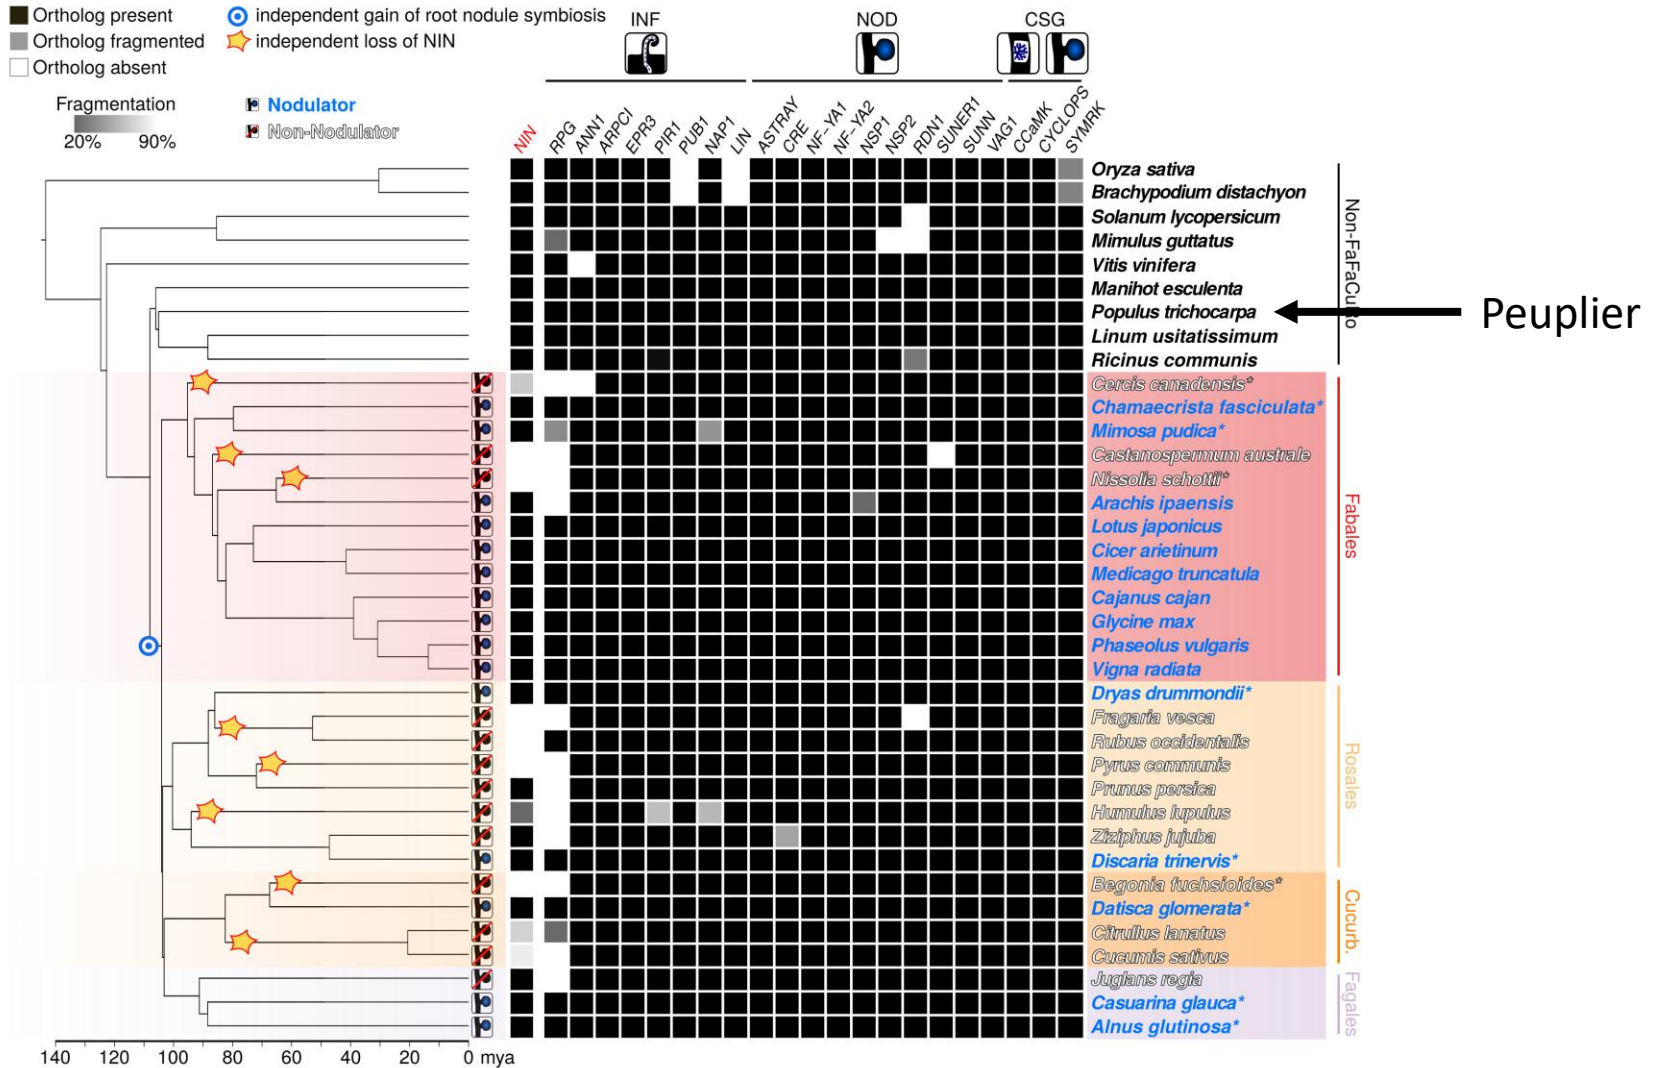 Ortholog present
Ortholog fragmented
Ortholog absent
independent gain of root nodule symbiosis
independent loss of NIN
Fragmentation
20% 90%
Nodulator
Non-Nodulator
INF
NOD
CSG
NIN
RPG
ANN1
ARPCI
EPR3
PIR1
PUB1
NAP1
LIN
ASTRAY
CRE
NF-YA1
NF-YA2
NSP1
NSP2
RDN1
SUNER1
SUNN
VAG1
CCaMK
CYCLOPS
SYMRK
Oryza sativa
Brachypodium distachyon
Solanum lycopersicum
Mimulus guttatus
Vitis vinifera
Manihot esculenta
Populus trichocarpa
Linum usitatissimum
Ricinus communis
Cercis canadensis*
Chamaecrista fasciculata*
Mimosa pudica*
Castanospermum australe
Nissolia schottii*
Arachis ipaensis
Lotus japonicus
Cicer arietinum
Medicago truncatula
Cajanus cajan
Glycine max
Phaseolus vulgaris
Vigna radiata
Dryas drummondii*
Fragaria vesca
Rubus occidentalis
Pyrus communis
Prunus persica
Humulus lupulus
Ziziphus jujuba
Discaria trinervis*
Begonia fuchsioides*
Datisca glomerata*
Citrullus lanatus
Cucumis sativus
Juglans regia
Casuarina glauca*
Alnus glutinosa*
Fabales
Rosales
Cucurb.
Fagales
Peuplier
140 120 100 80 60 40 20 0 mya